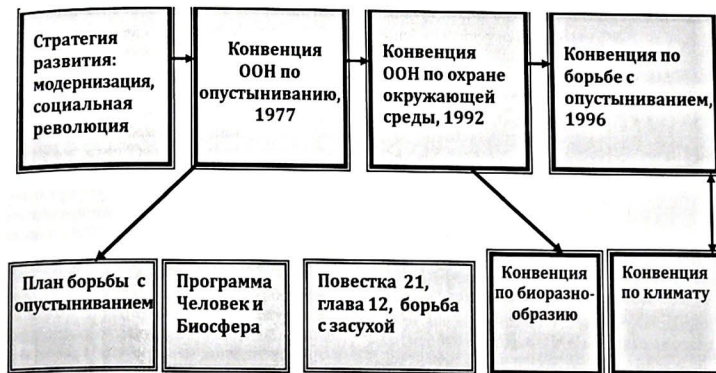 Стратегия
развития:
модернизация,
социальная
революция
Конвенция
ООН по
опустыниванию,
1977
Конвенция
ООН по охране
окружающей
среды, 1992
Конвенция по
борьбе с
опустыниванием,
1996
План борьбы с
опустыниванием
Программа
Человек и
Биосфера
Повестка 21,
глава 12, борьба
с засухой
Конвенция
по биоразно-
образию
Конвенция
по климату